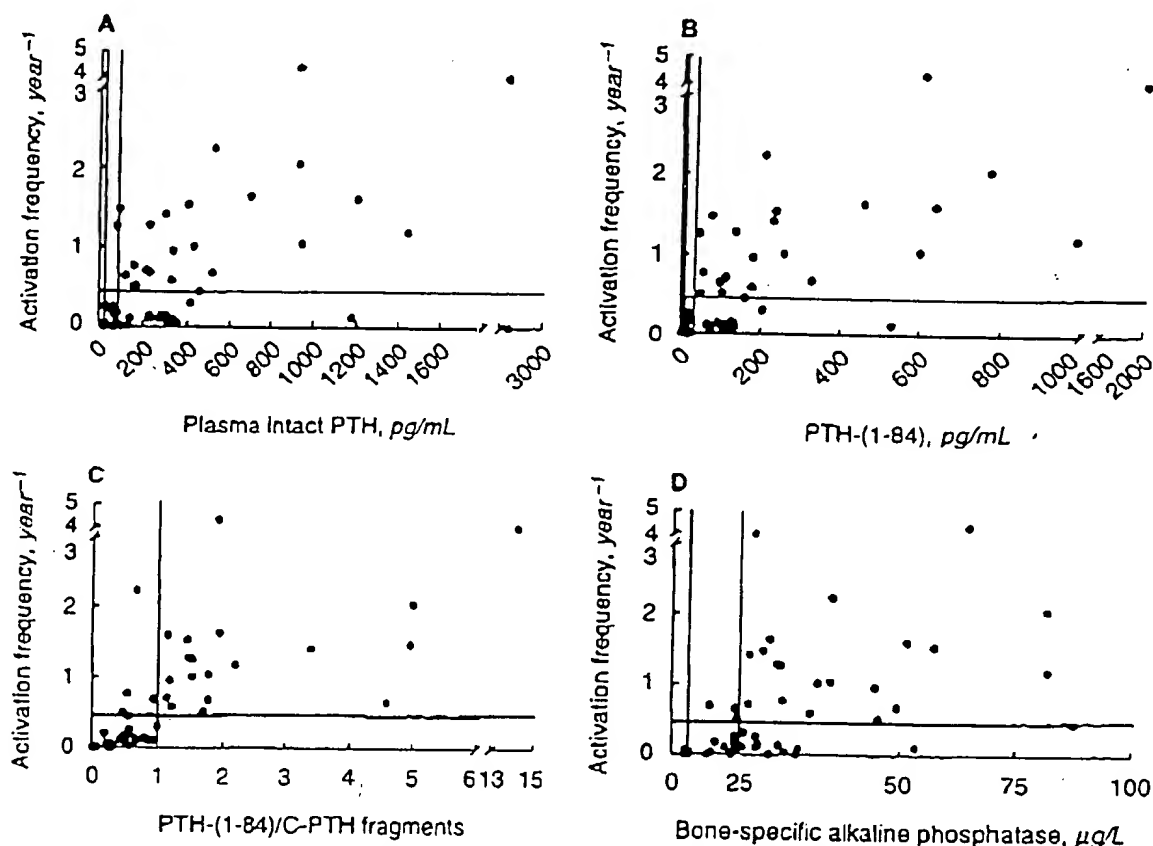 A
Activation frequency, year⁻¹
5
4
3
2
1
0
0 200 400 600 800 1000 1200 1400 1600 3000
Plasma Intact PTH, pg/mL
B
Activation frequency, year⁻¹
5
4
3
2
1
0
0 200 400 600 800 1000 1600 2000
PTH-(1-84), pg/mL
C
Activation frequency, year⁻¹
5
4
3
2
1
0
0 1 2 3 4 5 613 15
PTH-(1-84)/C-PTH fragments
D
Activation frequency, year⁻¹
5
4
3
2
1
0
0 25 50 75 100
Bone-specific alkaline phosphatase, µg/L